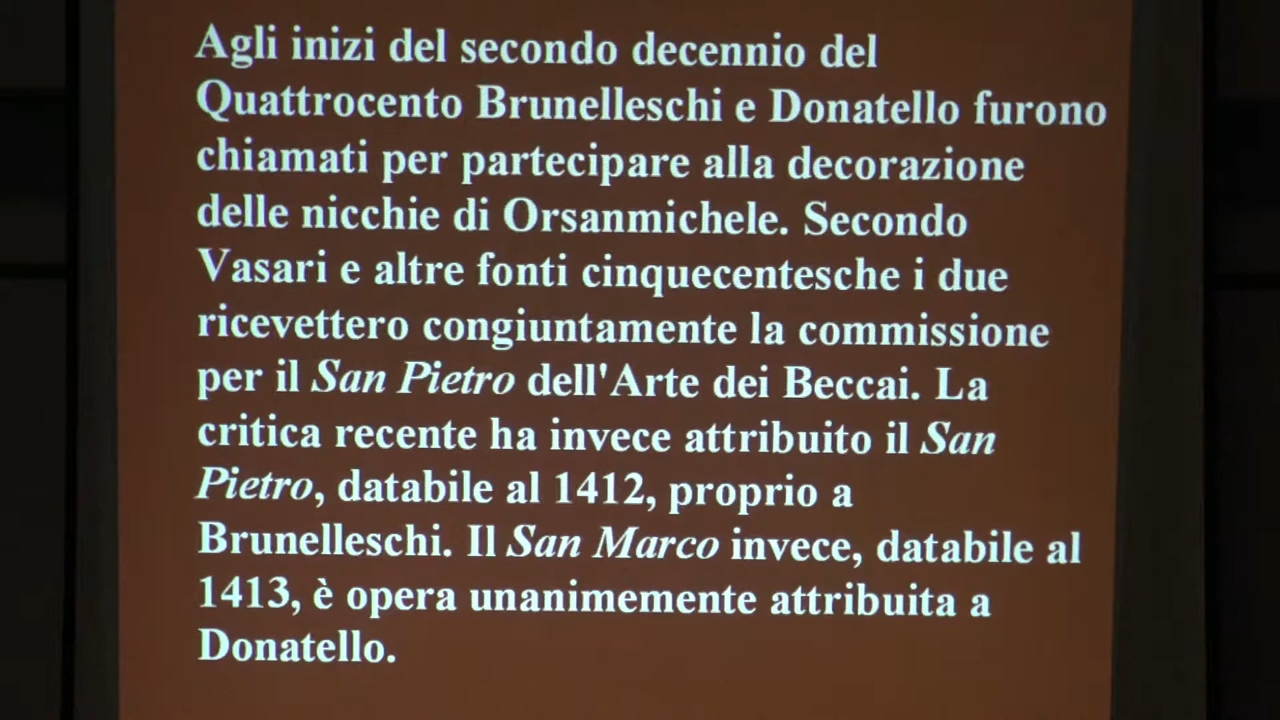 Agli inizi del secondo decennio del
Quattrocento Brunelleschi e Donatello furono
chiamati per partecipare alla decorazione
delle nicchie di Orsanmichele. Secondo
Vasari e altre fonti cinquecentesche i due
ricevettero congiuntamente la commissione
per il San Pietro dell'Arte dei Beccai. La
critica recente ha invece attribuito il San
Pietro, databile al 1412, proprio a
Brunelleschi. Il San Marco invece, databile al
1413, è opera unanimemente attribuita a
Donatello.